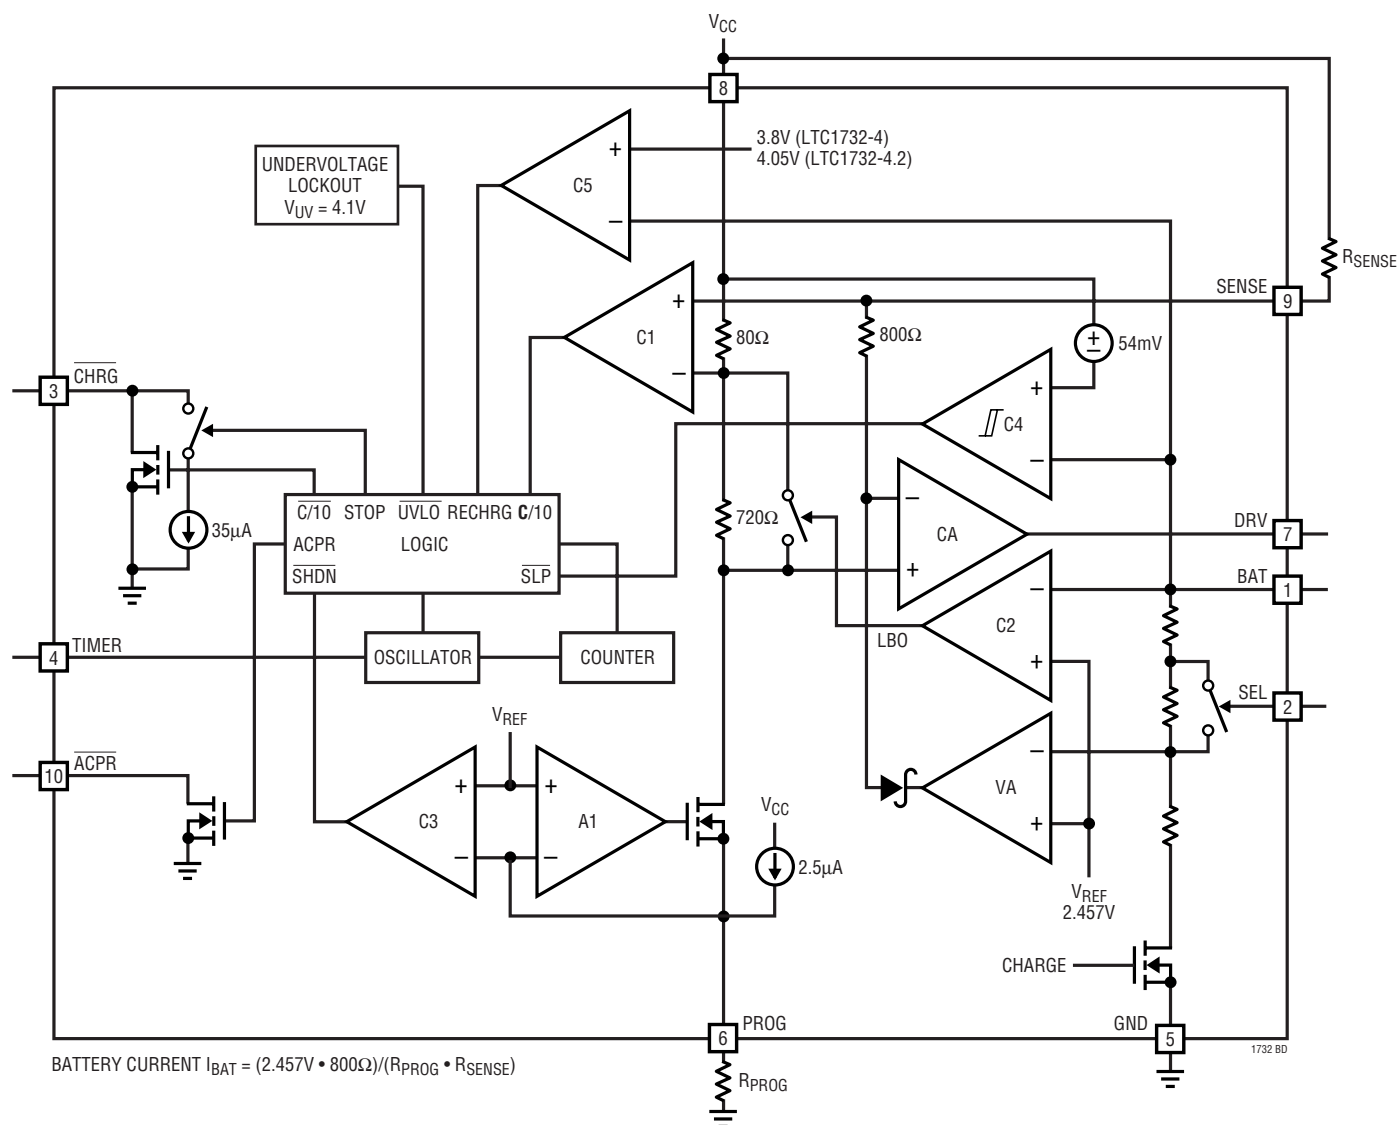 VCC
8
3.8V (LTC1732-4)
4.05V (LTC1732-4.2)
UNDERVOLTAGE
LOCKOUT
VUV = 4.1V
+
C5
–
RSENSE
SENSE
9
+
C1
–
80Ω
800Ω
+
–
54mV
3
CHRG
+
C4
–
35µA
C/10 STOP UVLO RECHRG C/10
ACPR LOGIC
SHDN SLP
720Ω
–
CA
+
DRV
7
BAT
1
–
C2
+
LBO
4
TIMER
OSCILLATOR
COUNTER
SEL
2
10
ACPR
VREF
+
C3
–
+
A1
–
VCC
2.5µA
–
VA
+
VREF
2.457V
CHARGE
6
PROG
GND
5
1732 BD
RPROG
BATTERY CURRENT IBAT = (2.457V • 800Ω)/(RPROG • RSENSE)